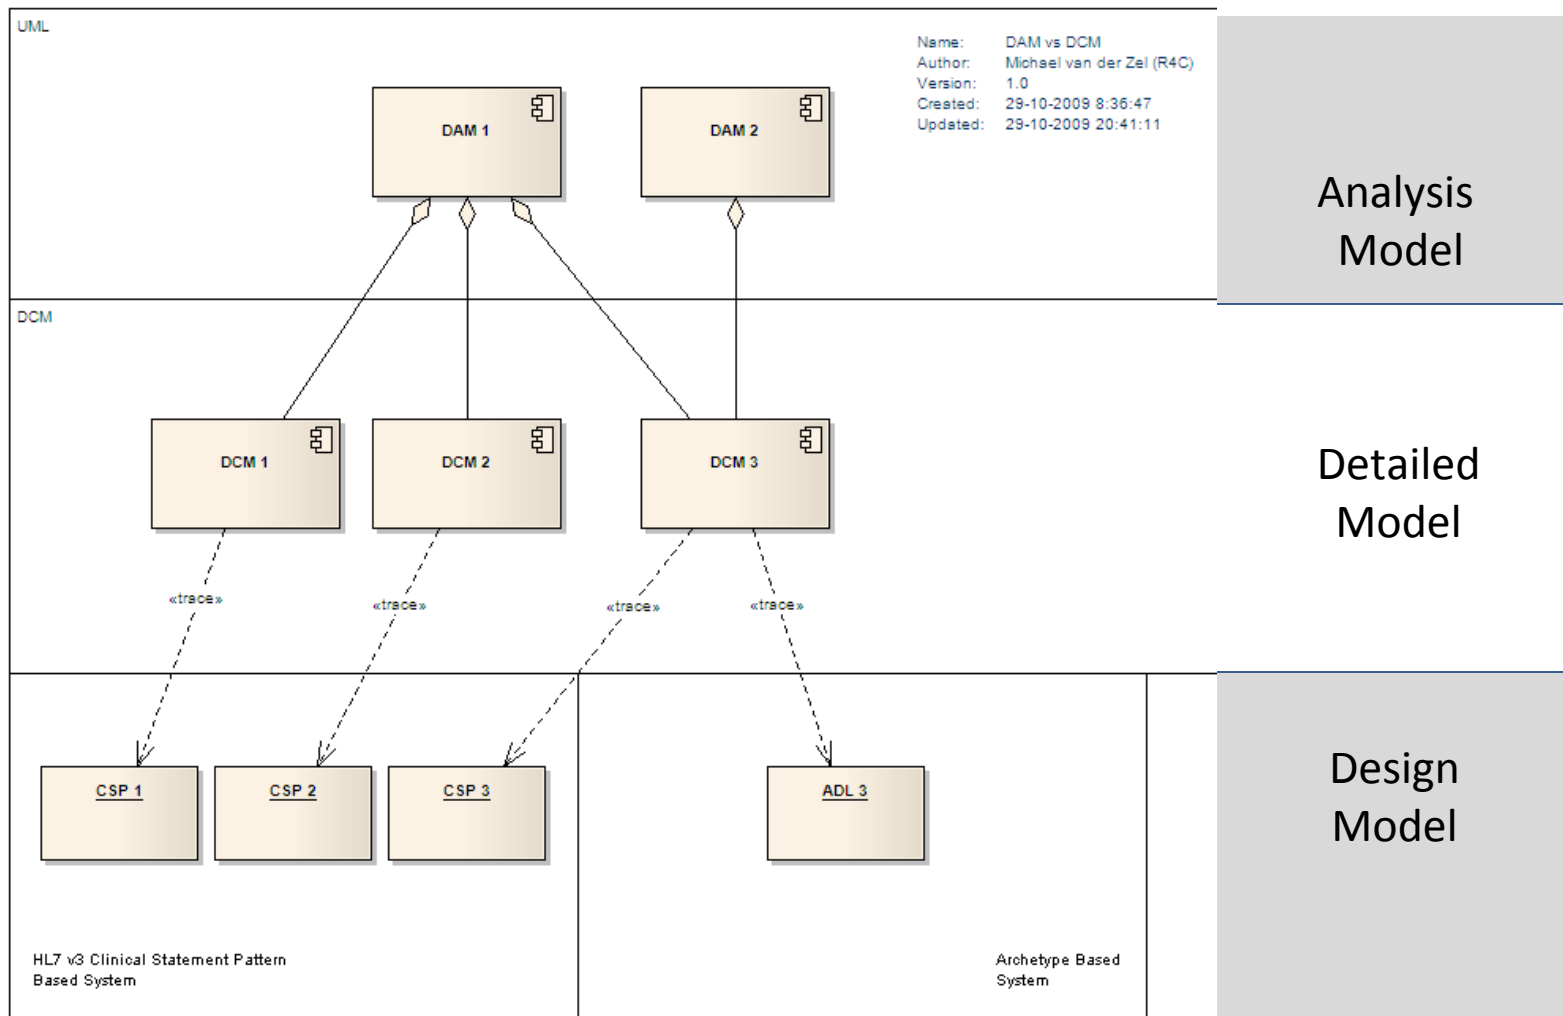 UML
Name: DAM vs DCM
Author: Michael van der Zel (R4C)
Version: 1.0
Created: 29-10-2009 8:36:47
Updated: 29-10-2009 20:41:11
DAM 1
DAM 2
Analysis
Model
DCM
DCM 1
DCM 2
DCM 3
Detailed
Model
«trace»
«trace»
«trace»
«trace»
CSP 1
CSP 2
CSP 3
ADL 3
Design
Model
HL7 v3 Clinical Statement Pattern
Based System
Archetype Based
System